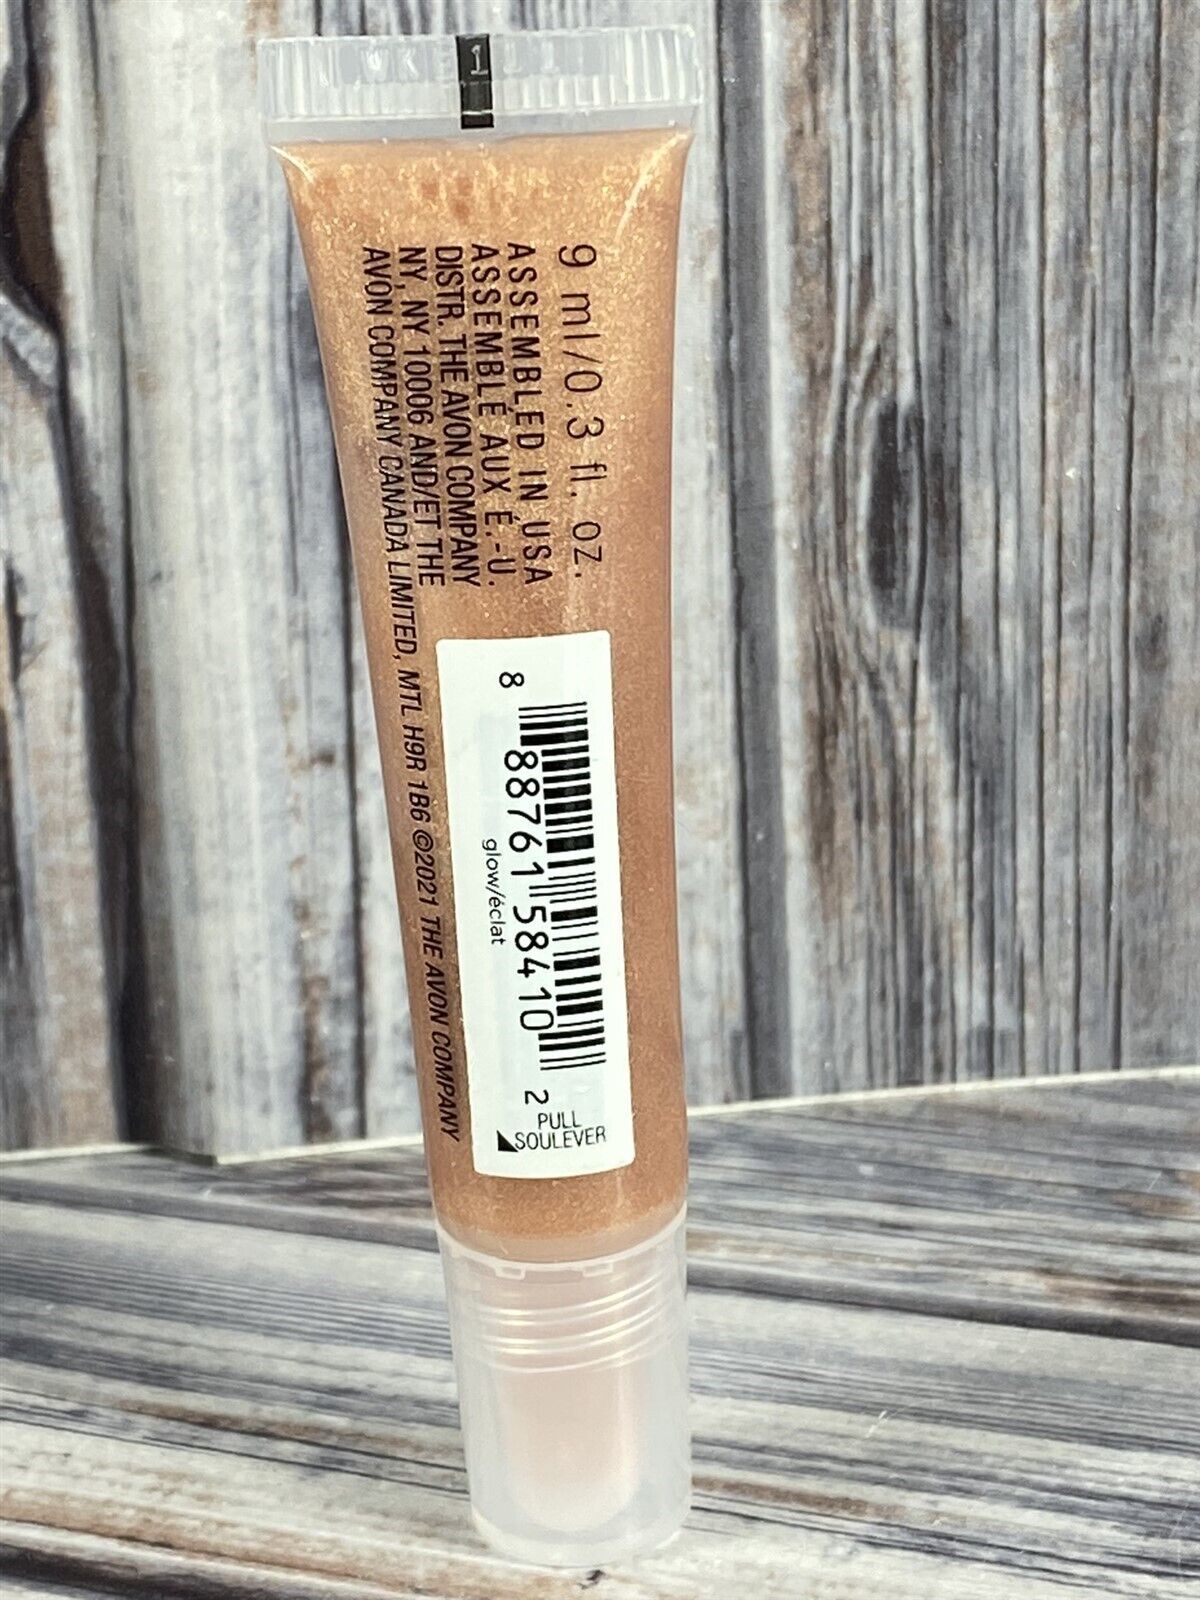 9 ml/0.3 fl. oz.
ASSEMBLED IN USA
ASSEMBLÉ AUX É.-U.
DISTR. THE AVON COMPANY
NY, NY 10006 AND/ET THE
AVON COMPANY CANADA LIMITED, MTL H9R 1B6 ©2021 THE AVON COMPANY
8 88761 58410 2
glow/éclat
PULL
SOULEVER